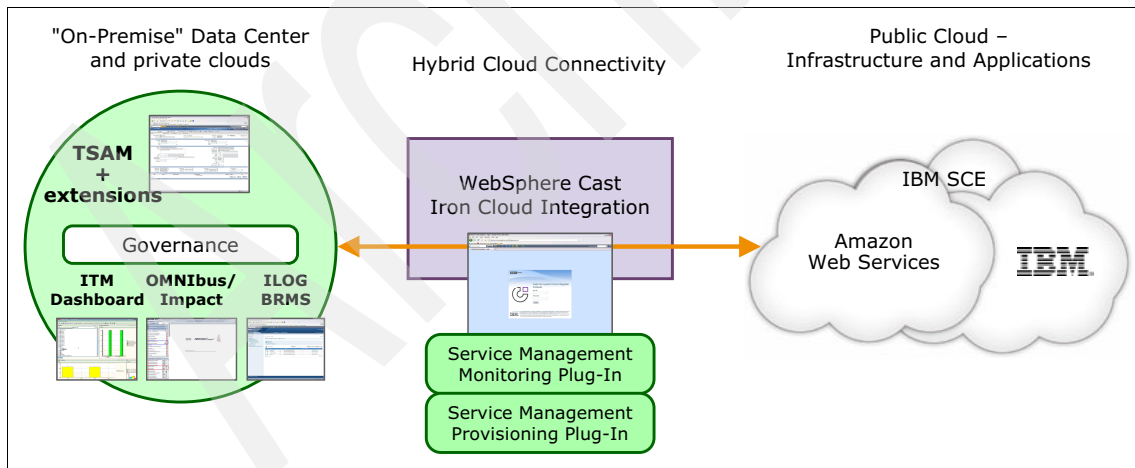 "On-Premise" Data Center
and private clouds
Hybrid Cloud Connectivity
Public Cloud –
Infrastructure and Applications
TSAM
+
extensions
Governance
ITM
Dashboard
OMNIbus/
Impact
ILOG
BRMS
WebSphere Cast
Iron Cloud Integration
Service Management
Monitoring Plug-In
Service Management
Provisioning Plug-In
IBM SCE
Amazon
Web Services
IBM